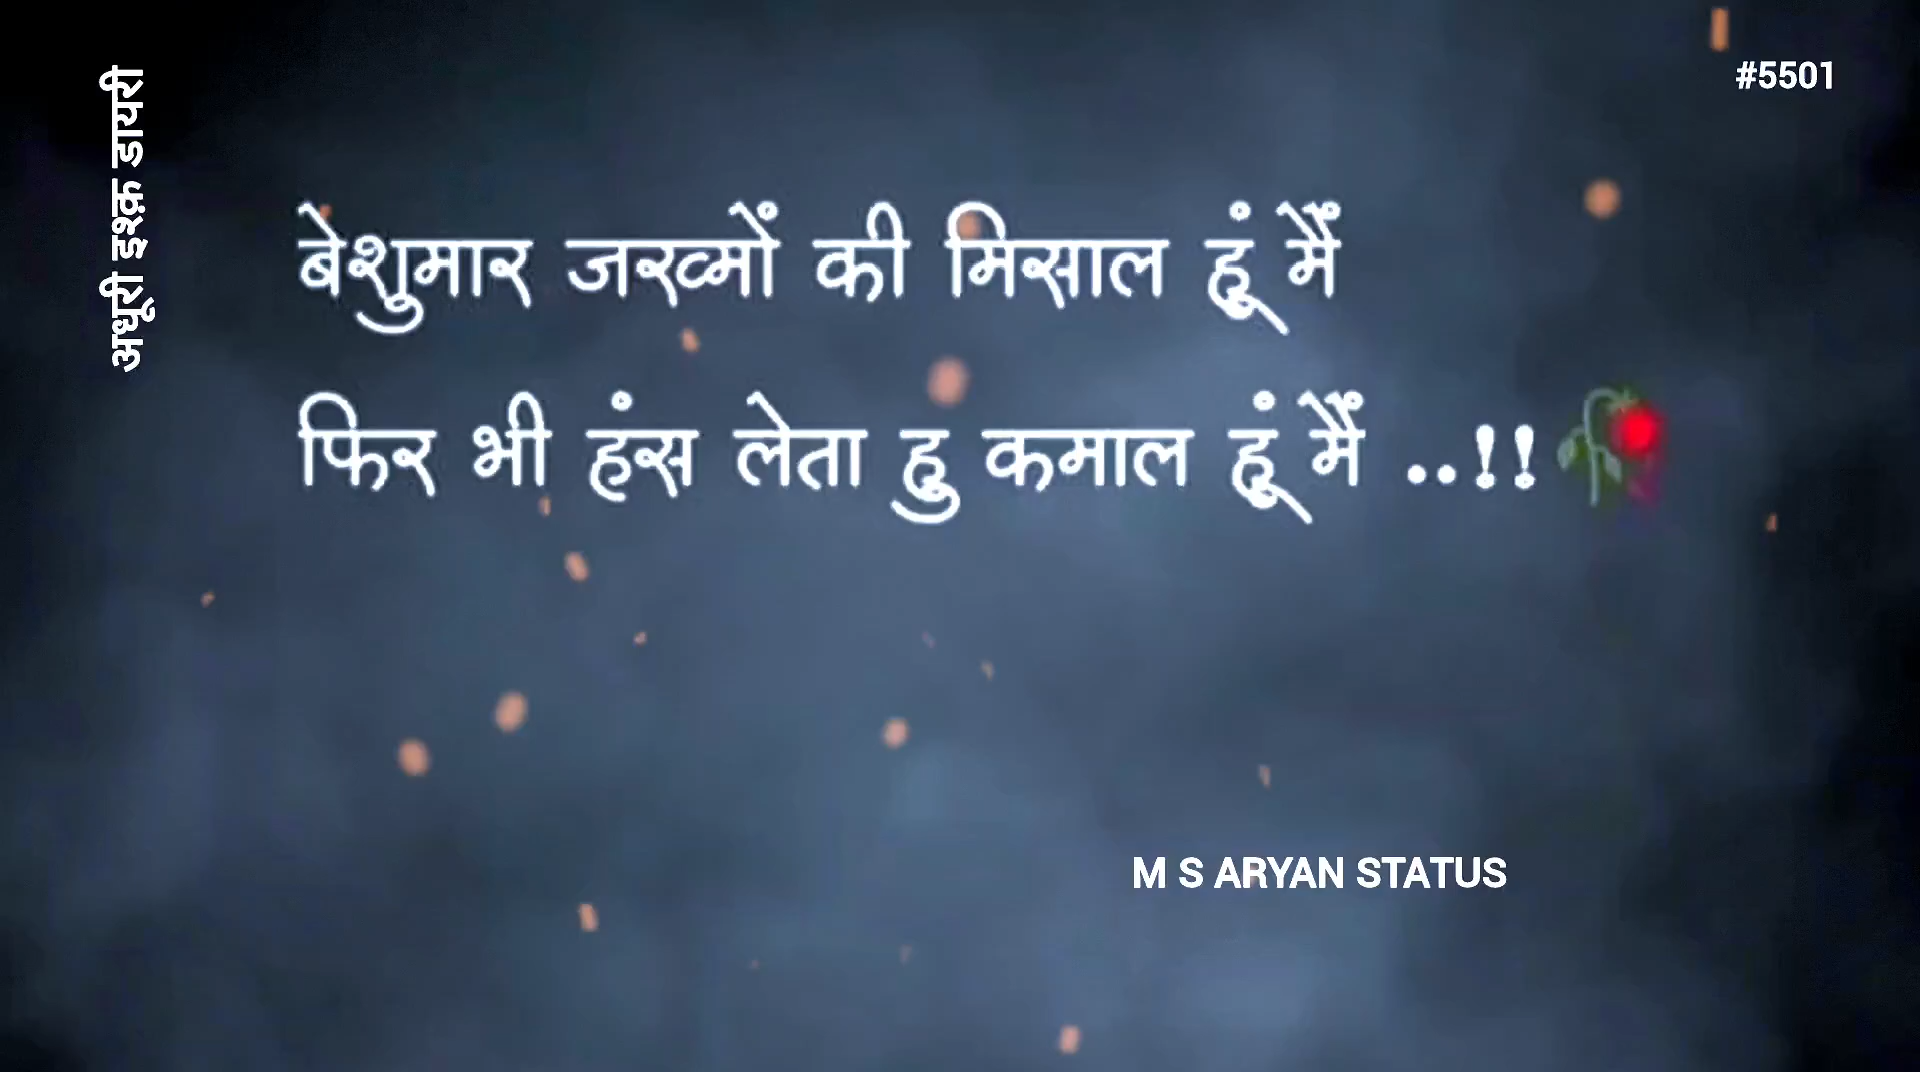 अधूरी इश्क़ डायरी
#5501
बेशुमार जख्मों की मिसाल हूं मैं
फिर भी हंस लेता हु कमाल हूं मैं ..!!🥀
M S ARYAN STATUS